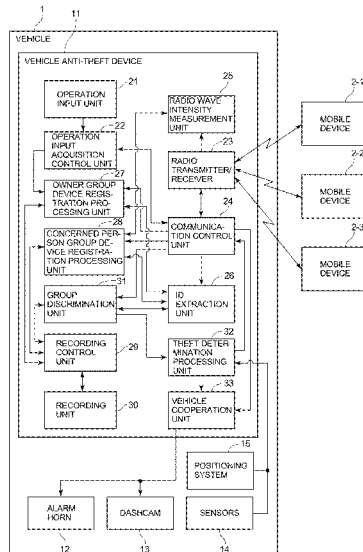 1
VEHICLE
11
VEHICLE ANTI-THEFT DEVICE
21
OPERATION
INPUT UNIT
22
OPERATION
INPUT
ACQUISITION
CONTROL UNIT
27
OWNER GROUP
DEVICE REGIS-
TRATION PRO-
CESSING UNIT
28
CONCERNED PER-
SON GROUP DE-
VICE REGISTRA-
TION PROCESSING
UNIT
31
GROUP
DISCRIMINATION
UNIT
29
RECORDING
CONTROL
UNIT
30
RECORDING
UNIT
25
RADIO WAVE
INTENSITY
MEASUREMENT
UNIT
23
RADIO
TRANSMITTER/
RECEIVER
24
COMMUNICA-
TION CONTROL
UNIT
26
ID
EXTRACTION
UNIT
32
THEFT DETER-
MINATION
PROCESSING
UNIT
33
VEHICLE
COOPERATION
UNIT
15
POSITIONING
SYSTEM
ALARM
HORN
12
DASHCAM
13
SENSORS
14
MOBILE
DEVICE
2-2
MOBILE
DEVICE
2-3
MOBILE
DEVICE